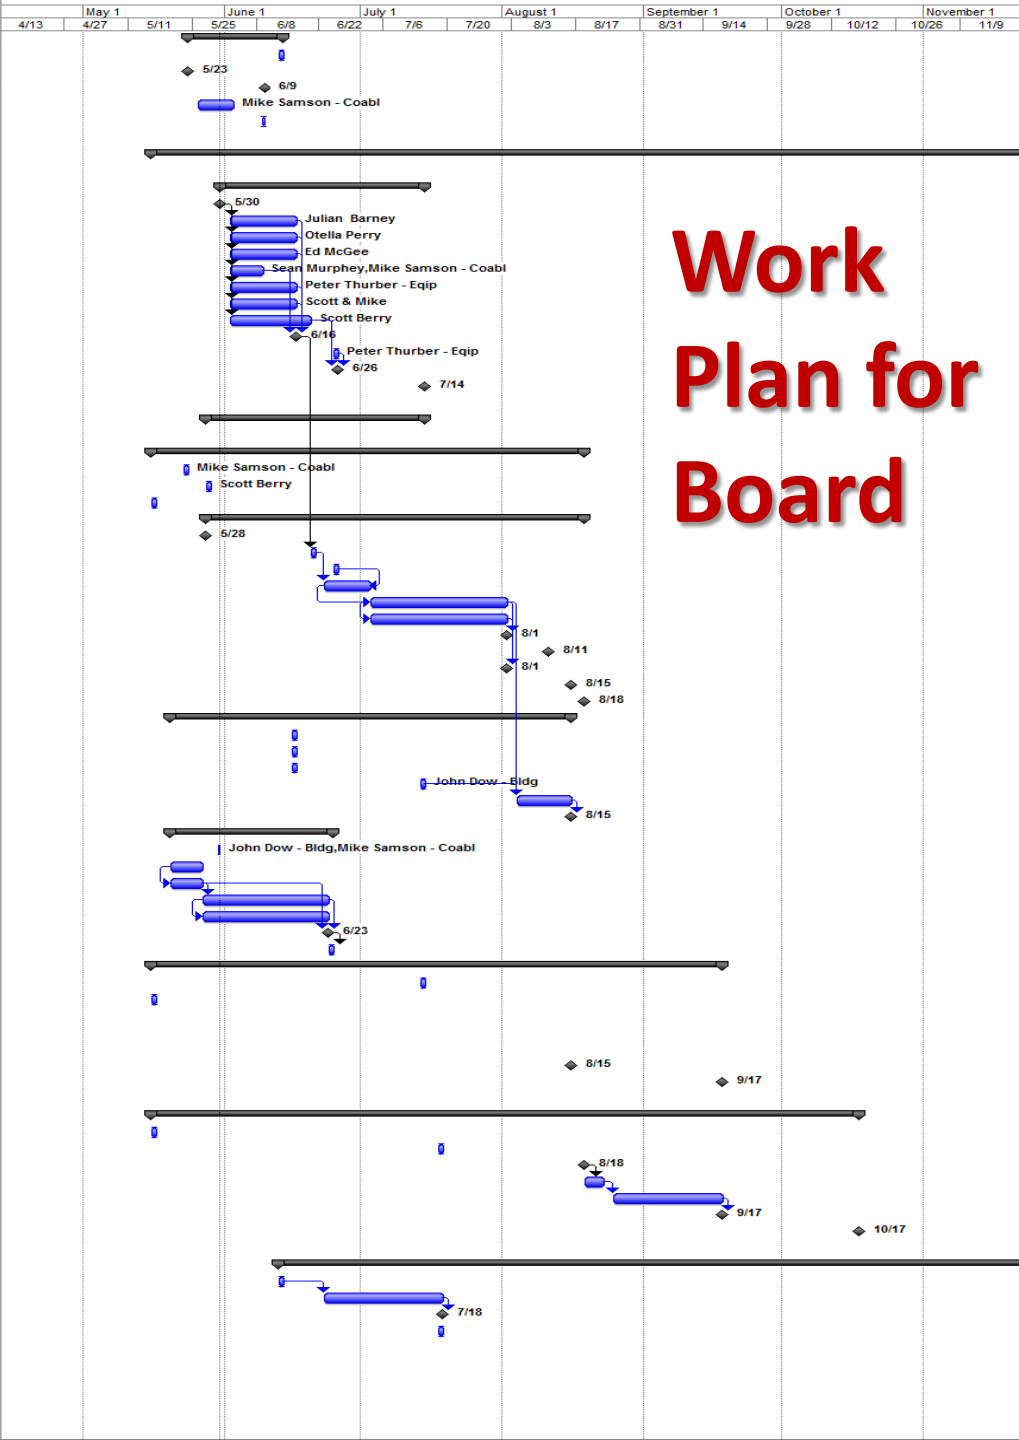 May 1 June 1 July 1 August 1 September 1 October 1 November 1
4/13 4/27 5/11 5/25 6/8 6/22 7/6 7/20 8/3 8/17 8/31 9/14 9/28 10/12 10/26 11/9
5/23
6/9
Mike Samson - Coabl
5/30
Julian Barney
Otella Perry
Ed McGee
Sean Murphey,Mike Samson - Coabl
Peter Thurber - Eqip
Scott & Mike
Scott Berry
6/16
Peter Thurber - Eqip
6/26
7/14
Work
Plan for
Board
Mike Samson - Coabl
Scott Berry
5/28
8/1
8/11
8/1
8/15
8/18
John Dow - Bldg
8/15
John Dow - Bldg,Mike Samson - Coabl
6/23
8/15
9/17
8/18
9/17
10/17
7/18